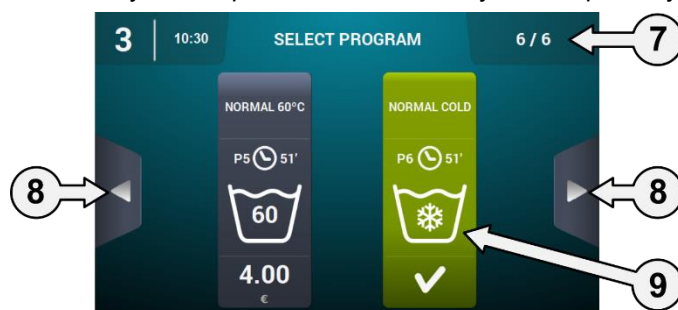 3 10:30 SELECT PROGRAM 6 / 6 7
NORMAL 60ºC NORMAL COLD
P5 51' P6 51'
8 8
60
4.00
€
9